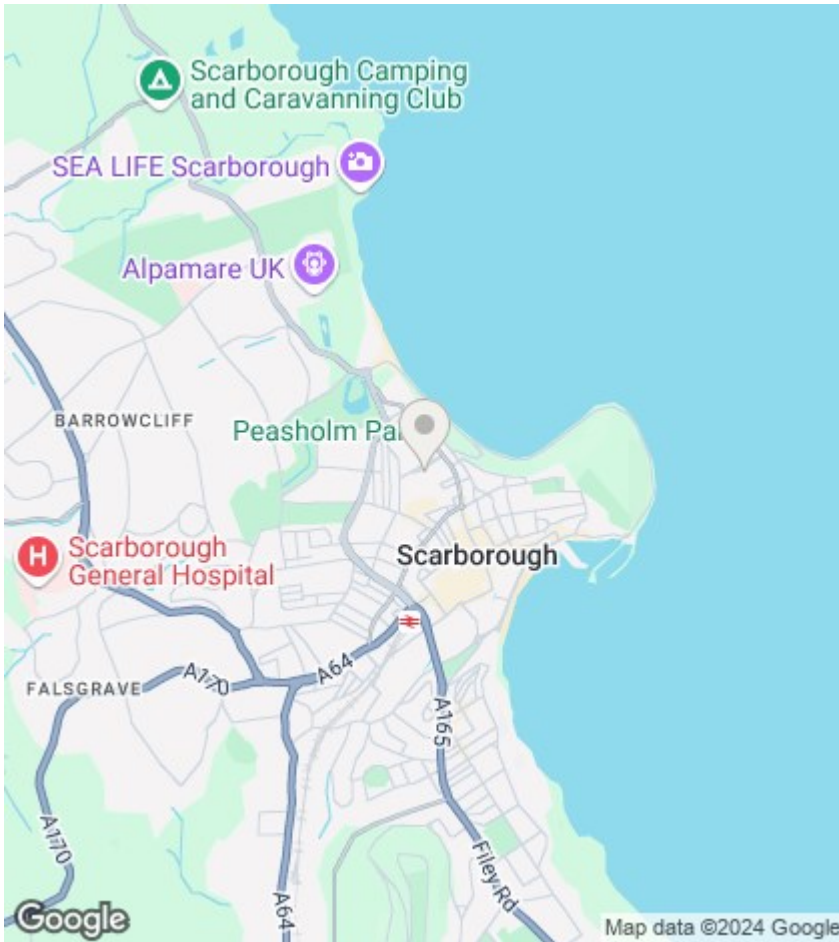 Scarborough Camping
and Caravanning Club
SEA LIFE Scarborough
Alpamare UK
BARROWCLIFF
Peasholm Pa
Scarborough
H
Scarborough
General Hospital
A64
A170
FALSGRAVE
A165
A170
A64
Filey Rd
Google
Map data ©2024 Google